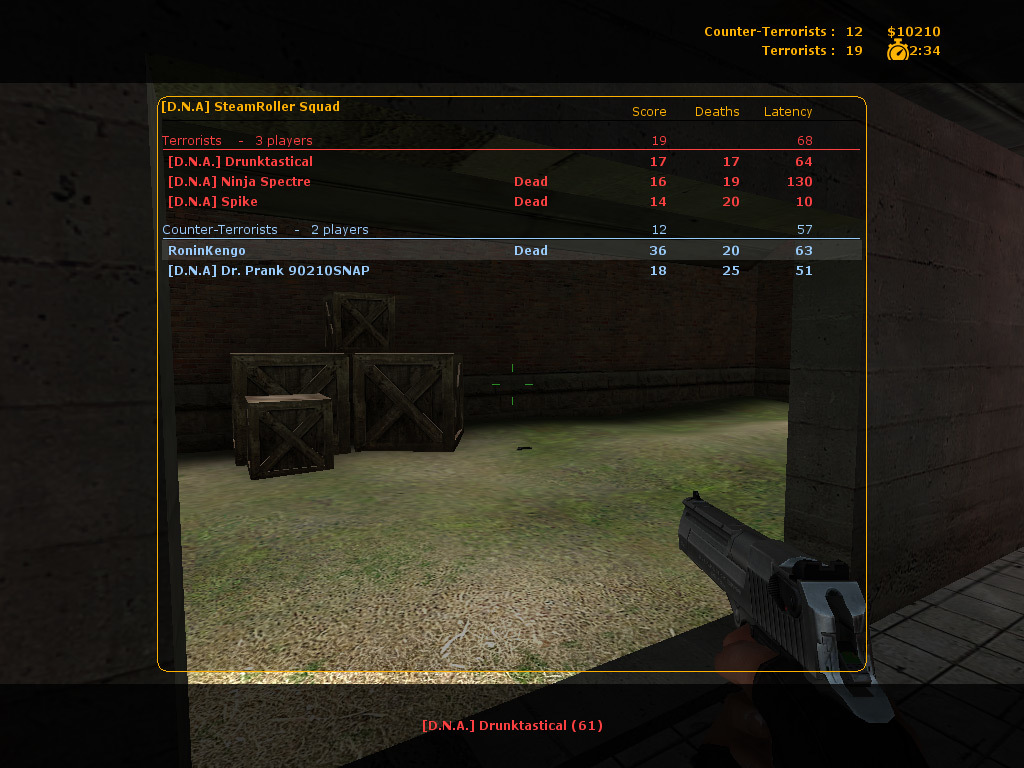 Counter-Terrorists : 12 $10210
Terrorists : 19 2:34
[D.N.A] SteamRoller Squad Score Deaths Latency
Terrorists - 3 players 19 68
[D.N.A.] Drunktastical 17 17 64
[D.N.A] Ninja Spectre Dead 16 19 130
[D.N.A] Spike Dead 14 20 10
Counter-Terrorists - 2 players 12 57
RoninKengo Dead 36 20 63
[D.N.A] Dr. Prank 90210SNAP 18 25 51
[D.N.A.] Drunktastical (61)